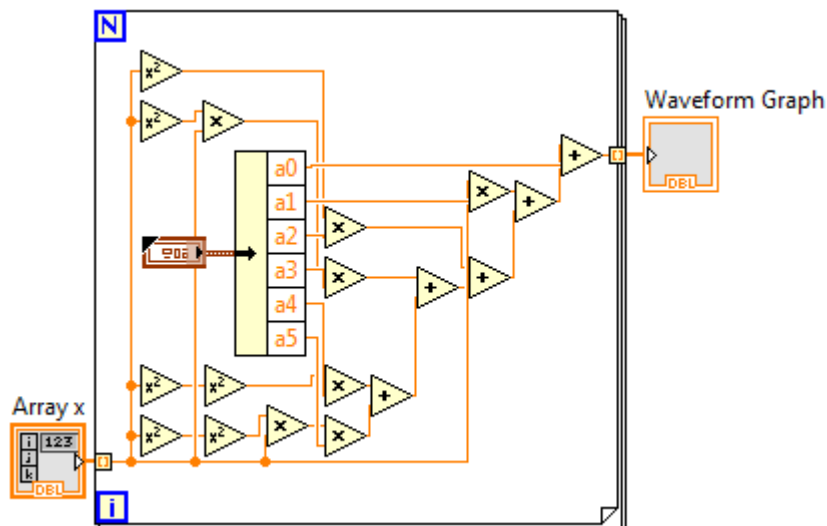 N
x²
x²
×
Waveform Graph
DBL
a0
a1
a2
a3
a4
a5
×
×
×
+
+
+
+
x²
x²
×
+
x²
x²
×
×
Array x
i
j
k
123
DBL
i